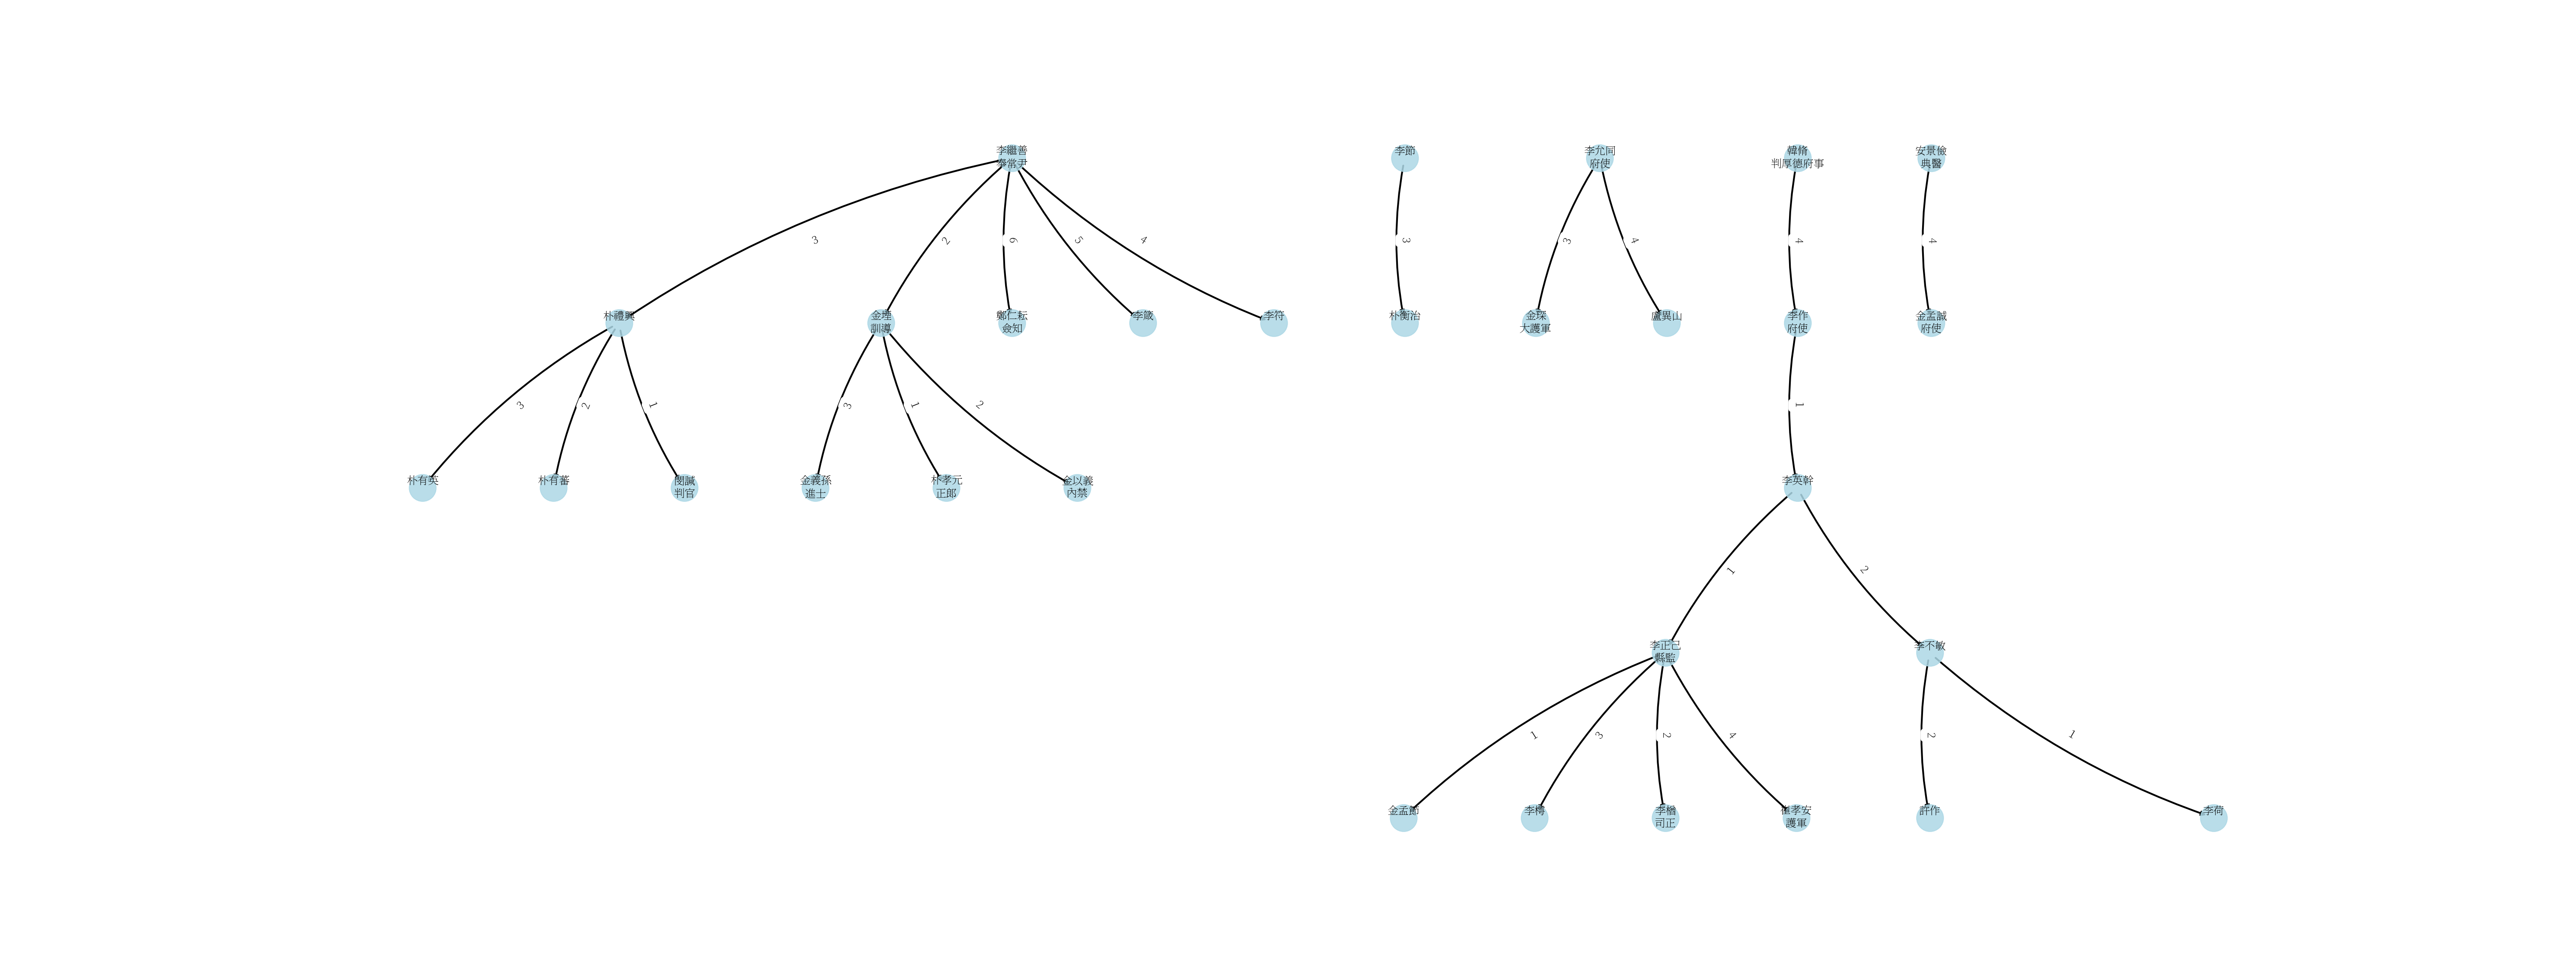 李繼善
奉常尹
李節
李允同
府使
韓脩
判厚德府事
安景儉
典醫
3
2
6
5
4
3
3
4
4
4
朴禮興
金堙
訓導
鄭仁耘
僉知
李箴
李符
朴衡治
金琛
大護軍
盧異山
李作
府使
金孟誠
府使
3
2
1
3
1
2
1
朴有英
朴有蕃
閔誠
判官
金義孫
進士
朴孝元
正郞
金以義
內禁
李英幹
1
2
李正己
縣監
李不敏
1
3
2
4
2
1
金孟節
李樗
李楢
司正
崔孝安
護軍
許作
李荷